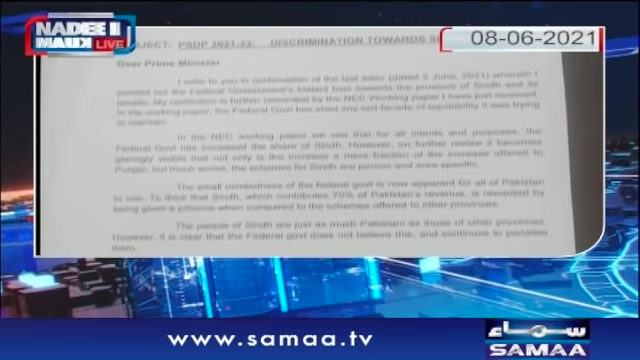 NADEEM
MALIK LIVE
08-06-2021
SUBJECT: PSDP 2021-22: DISCRIMINATION TOWARDS
Dear Prime Minister
I write to you in continuation of the last letter (dated 5 June, 2021) wherein I
pointed out the Federal Government's blatant bias towards the province of Sindh and its
people. My contention is further cemented by the NEC Working paper I have just received.
In the working paper, the Federal Govt has shed any last facade of equitability it was trying
to maintain.
In the NEC working paper we see that for all intents and purposes, the
Federal Govt has increased the share of Sindh. However, on further review it becomes
glaringly visible that not only is the increase a mere fraction of the increase offered to
Punjab, but much worse, the schemes for Sindh are person and area specific.
The small mindedness of the federal govt is now apparent for all of Pakistan
to see. To think that Sindh, which contributes 70% of Pakistan's revenue, is rewarded by
being given a pittance when compared to the schemes offered to other provinces.
The people of Sindh are just as much Pakistani as those of other provinces.
However, it is clear that the Federal govt does not believe this, and continues to penalise
them.
www.samaa.tv
سماء
SAMAA